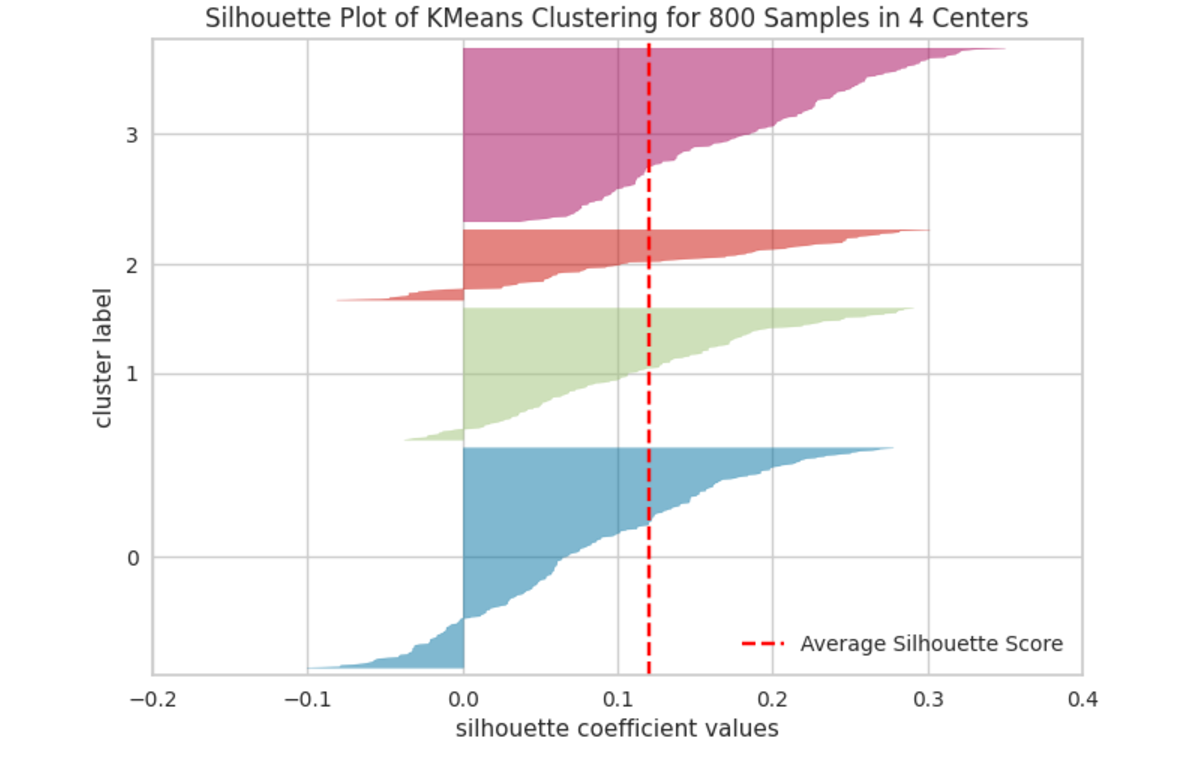 Silhouette Plot of KMeans Clustering for 800 Samples in 4 Centers
3
2
1
0
cluster label
Average Silhouette Score
−0.2 −0.1 0.0 0.1 0.2 0.3 0.4
silhouette coefficient values